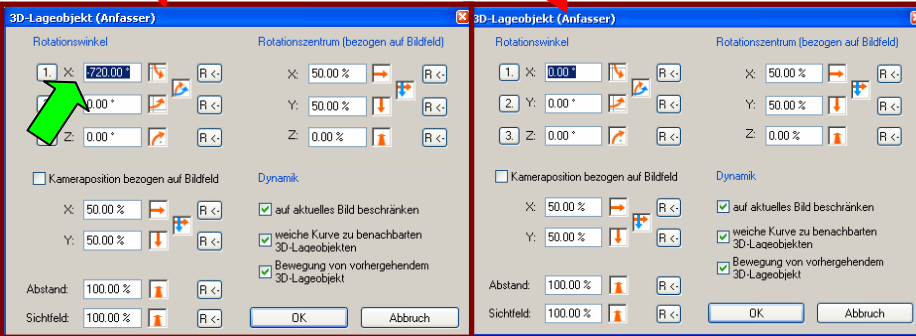 3D-Lageobjekt (Anfasser)
Rotationswinkel
Rotationszentrum (bezogen auf Bildfeld)
1. X: -720.00 ° R <-
X: 50.00 % R <-
0.00 ° R <-
Y: 50.00 % R <-
Z: 0.00 ° R <-
Z: 0.00 % R <-
Kameraposition bezogen auf Bildfeld
Dynamik
X: 50.00 % R <-
auf aktuelles Bild beschränken
Y: 50.00 % R <-
weiche Kurve zu benachbarten
3D-Lageobjekten
Bewegung von vorhergehendem
3D-Lageobjekt
Abstand: 100.00 % R <-
Sichtfeld: 100.00 % R <-
OK
Abbruch
3D-Lageobjekt (Anfasser)
Rotationswinkel
Rotationszentrum (bezogen auf Bildfeld)
1. X: 0.00 ° R <-
X: 50.00 % R <-
2. Y: 0.00 ° R <-
Y: 50.00 % R <-
3. Z: 0.00 ° R <-
Z: 0.00 % R <-
Kameraposition bezogen auf Bildfeld
Dynamik
X: 50.00 % R <-
auf aktuelles Bild beschränken
Y: 50.00 % R <-
weiche Kurve zu benachbarten
3D-Lageobjekten
Bewegung von vorhergehendem
3D-Lageobjekt
Abstand: 100.00 % R <-
Sichtfeld: 100.00 % R <-
OK
Abbruch